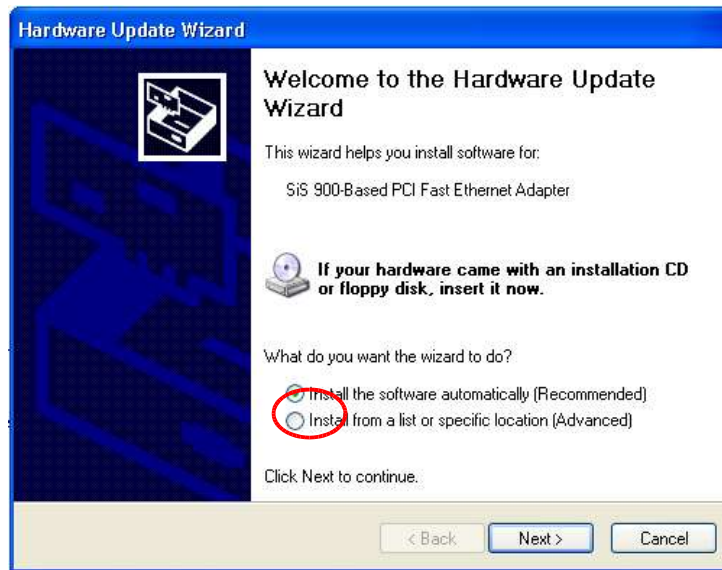 Hardware Update Wizard
Welcome to the Hardware Update
Wizard
This wizard helps you install software for:
SiS 900-Based PCI Fast Ethernet Adapter
If your hardware came with an installation CD
or floppy disk, insert it now.
What do you want the wizard to do?
Install the software automatically (Recommended)
Install from a list or specific location (Advanced)
Click Next to continue.
< Back Next > Cancel